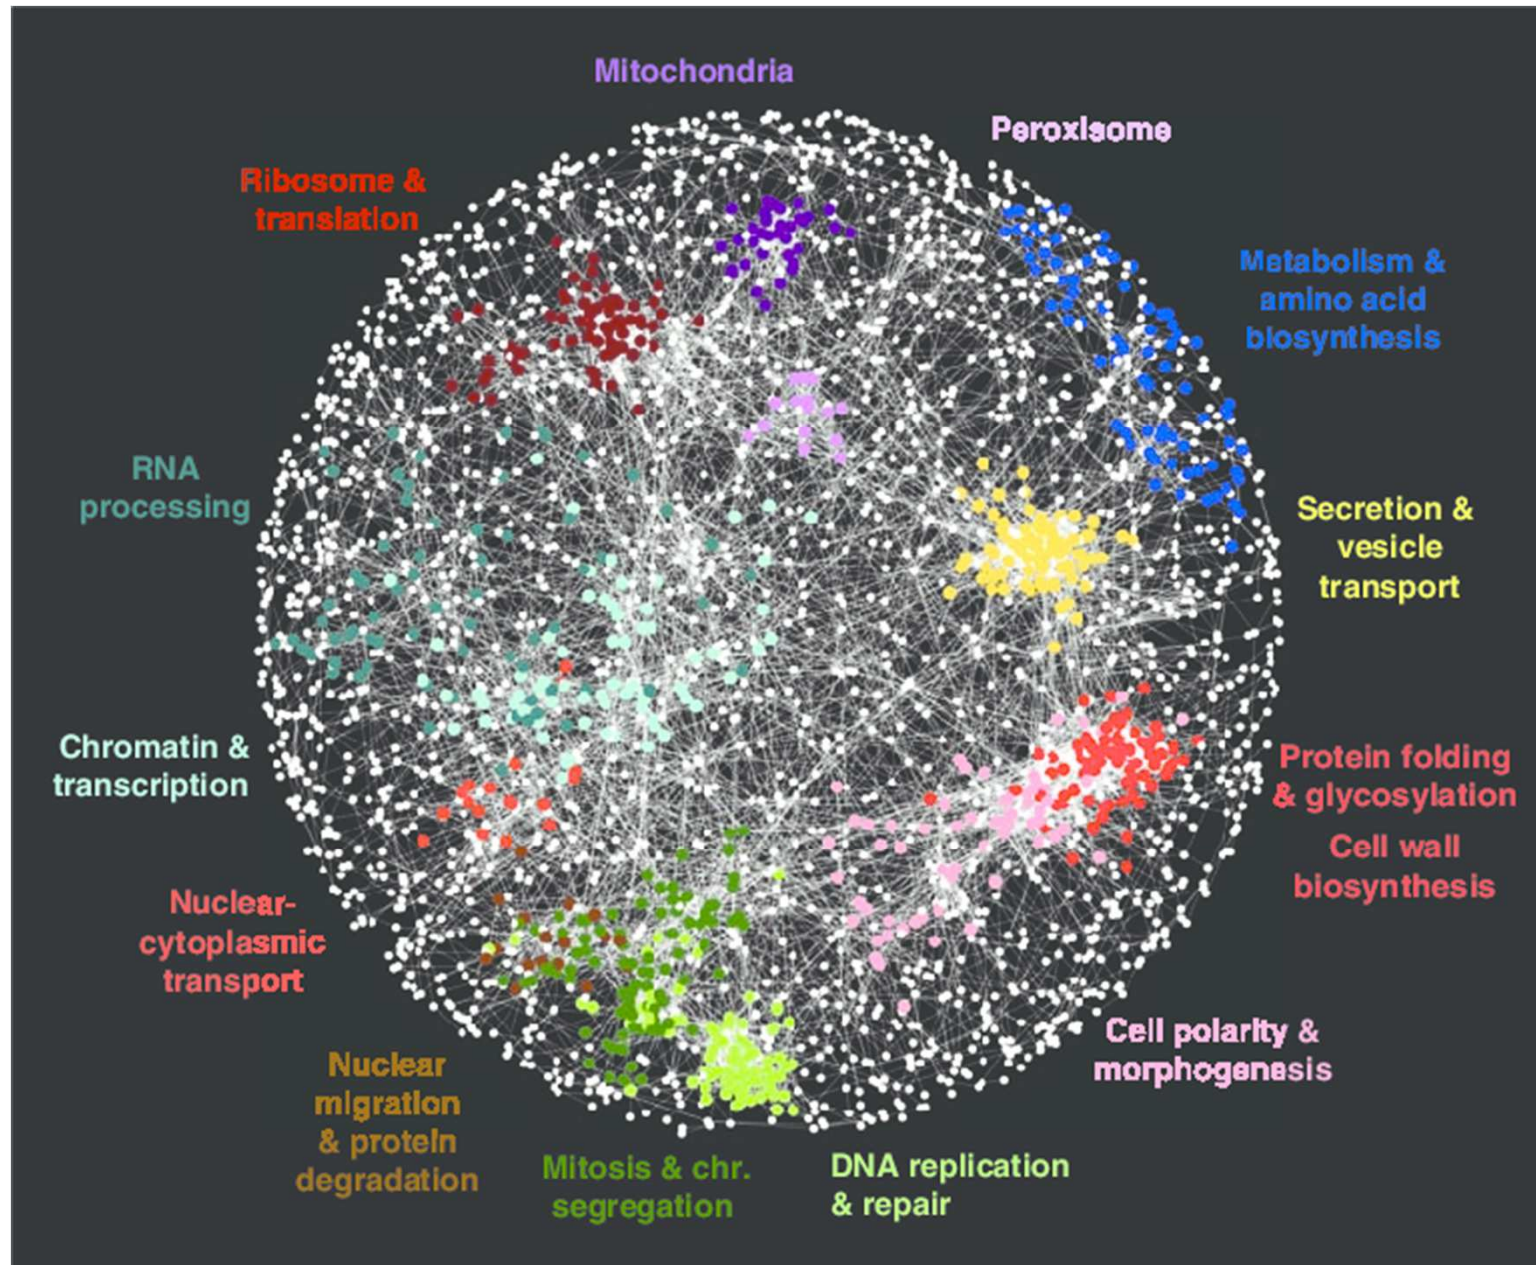 Mitochondria
Peroxisome
Ribosome &
translation
Metabolism &
amino acid
biosynthesis
RNA
processing
Secretion &
vesicle
transport
Chromatin &
transcription
Protein folding
& glycosylation
Cell wall
biosynthesis
Nuclear-
cytoplasmic
transport
Cell polarity &
morphogenesis
Nuclear
migration
& protein
degradation
Mitosis & chr.
segregation
DNA replication
& repair